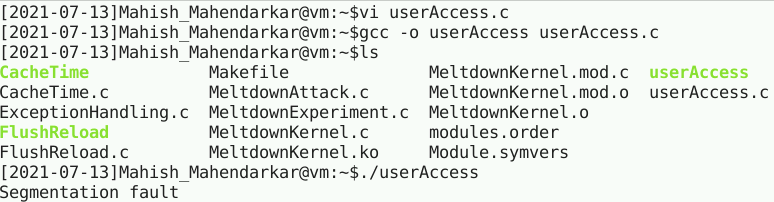 [2021-07-13]Mahish_Mahendarkar@vm:~$vi userAccess.c
[2021-07-13]Mahish_Mahendarkar@vm:~$gcc -o userAccess userAccess.c
[2021-07-13]Mahish_Mahendarkar@vm:~$ls
CacheTime Makefile MeltdownKernel.mod.c userAccess
CacheTime.c MeltdownAttack.c MeltdownKernel.mod.o userAccess.c
ExceptionHandling.c MeltdownExperiment.c MeltdownKernel.o
FlushReload MeltdownKernel.c modules.order
FlushReload.c MeltdownKernel.ko Module.symvers
[2021-07-13]Mahish_Mahendarkar@vm:~$./userAccess
Segmentation fault